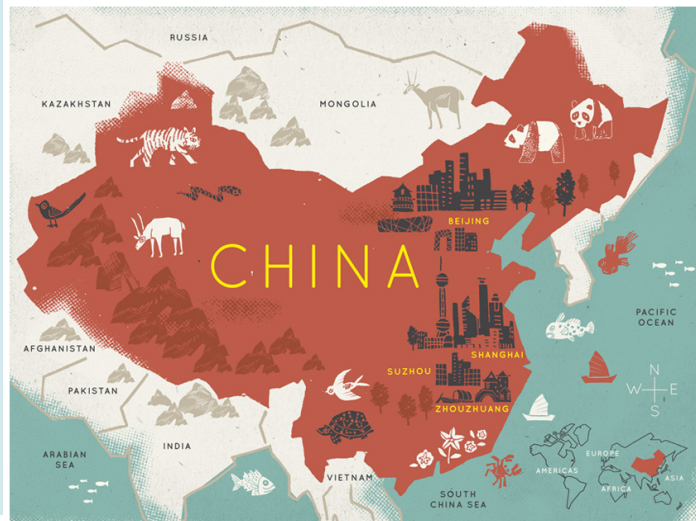 RUSSIA
KAZAKHSTAN
MONGOLIA
BEIJING
CHINA
PACIFIC
OCEAN
AFGHANISTAN
SHANGHAI
SUZHOU
N
W E
S
PAKISTAN
ZHOUZHUANG
INDIA
ARABIAN
SEA
EUROPE
AMERICAS
ASIA
VIETNAM
AFRICA
SOUTH
CHINA SEA